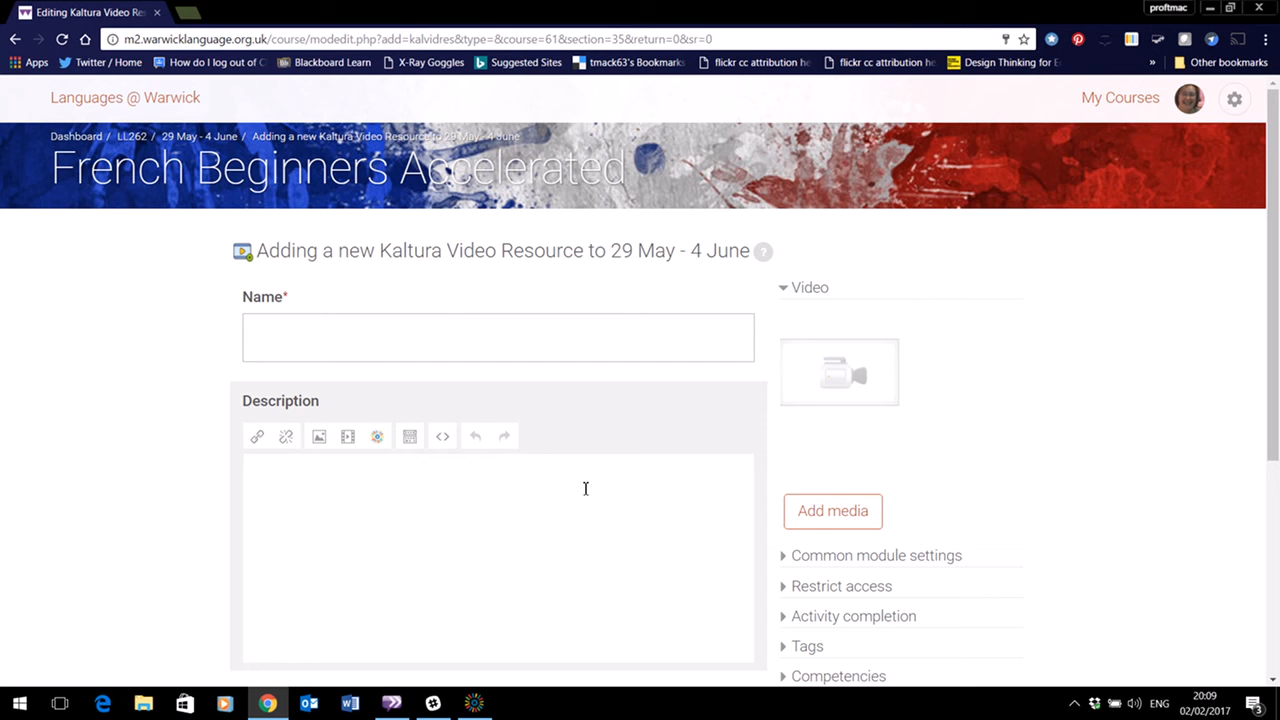 Editing Kaltura Video Re
proftmac
m2.warwicklanguage.org.uk/course/modedit.php?add=kalvidres&type=&course=61&section=35&return=0&sr=0
Apps Twitter / Home How do I log out of C Blackboard Learn X-Ray Goggles Suggested Sites tmack63's Bookmarks flickr cc attribution he flickr cc attribution he Design Thinking for E » Other bookmarks
Languages @ Warwick My Courses
Dashboard / LL262 / 29 May - 4 June / Adding a new Kaltura Video Resource to 29 May - 4 June
French Beginners Accelerated
Adding a new Kaltura Video Resource to 29 May - 4 June ?
Name*
Video
Description
Add media
Common module settings
Restrict access
Activity completion
Tags
Competencies
ENG
20:09
02/02/2017
3